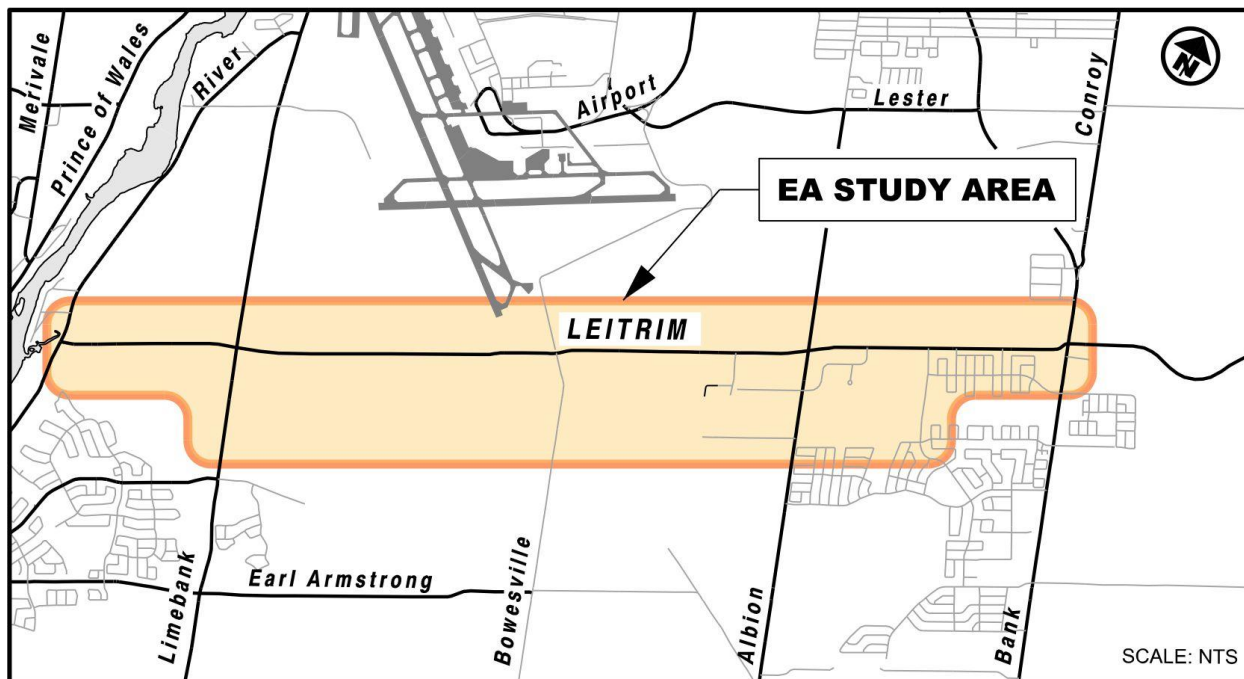 Merivale
Prince of Wales
River
Airport
Lester
Conroy
N
EA STUDY AREA
LEITRIM
Limebank
Earl Armstrong
Bowesville
Albion
Bank
SCALE: NTS